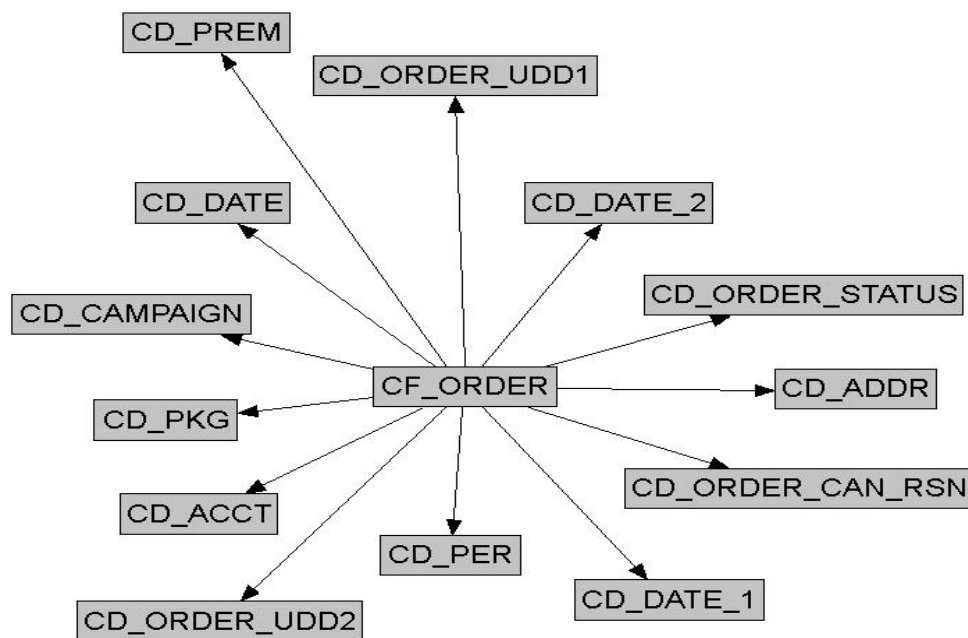 CD_PREM
CD_ORDER_UDD1
CD_DATE
CD_DATE_2
CD_ORDER_STATUS
CD_CAMPAIGN
CF_ORDER
CD_ADDR
CD_PKG
CD_ORDER_CAN_RSN
CD_ACCT
CD_PER
CD_DATE_1
CD_ORDER_UDD2